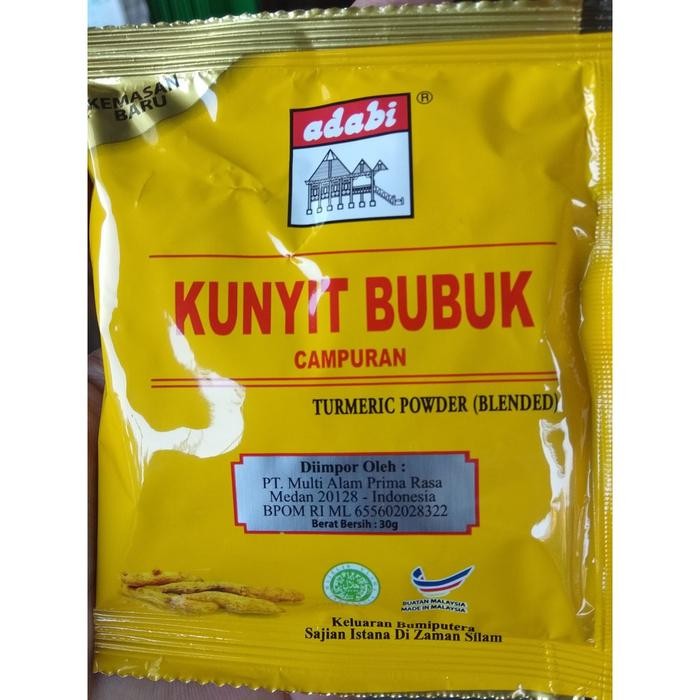 KEMASAN
BARU
adabi ®
KUNYIT BUBUK
CAMPURAN
TURMERIC POWDER (BLENDED)
Diimpor Oleh :
PT. Multi Alam Prima Rasa
Medan 20128 - Indonesia
BPOM RI ML 655602028322
Berat Bersih : 30g
BUATAN MALAYSIA
MADE IN MALAYSIA
Keluaran Bumiputera
Sajian Istana Di Zaman Silam